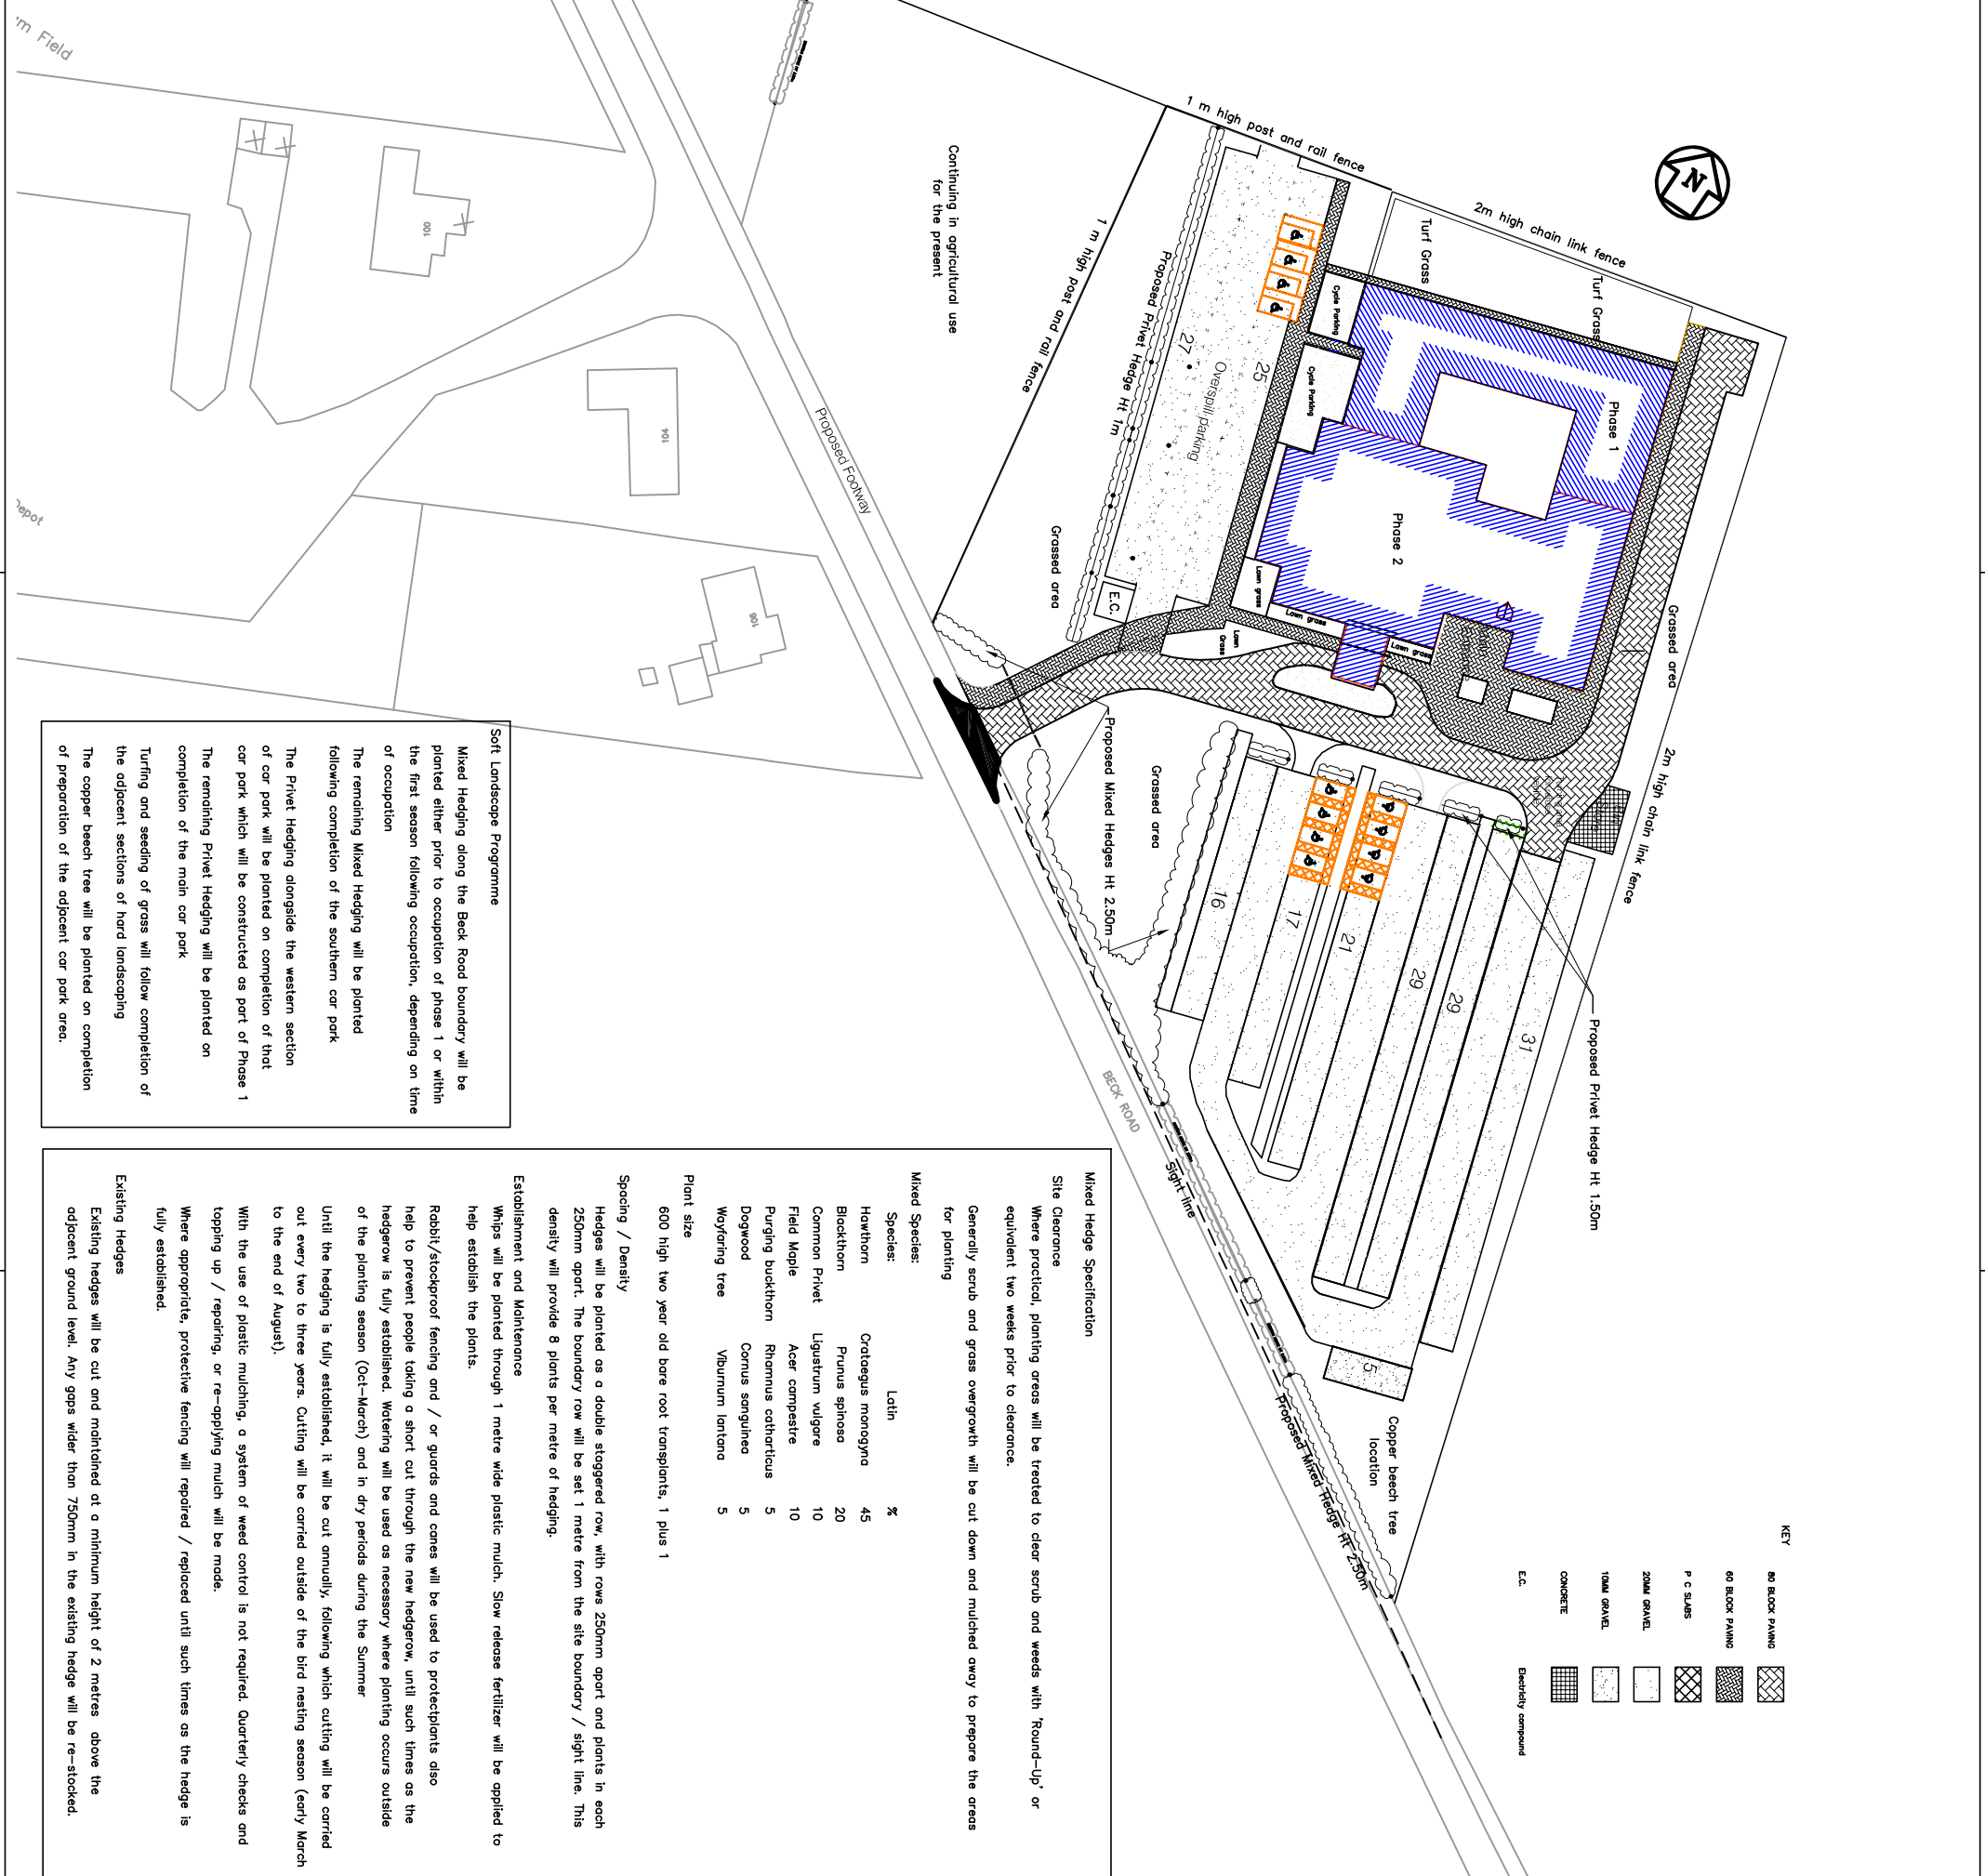 KEY
80 BLOCK PAVING
60 BLOCK PAVING
P C SLABS
20MM GRAVEL
10MM GRAVEL
CONCRETE
E.C. Electricity compound
N
1 m high post and rail fence
2m high chain link fence
Turf Grass
Turf Grass
Phase 1
Phase 2
Cycle Parking
Cycle Parking
25
27
Overspill parking
Proposed Privet Hedge Ht 1m
1 m high post and rail fence
Continuing in agricultural use
for the present
Grassed area
E.C.
Lawn grass
Lawn grass
Lawn grass
Lawn
Grass
Grassed area
2m high chain link fence
Proposed Privet Hedge Ht 1.50m
Proposed Mixed Hedges Ht 2.50m
Grassed area
16
17
21
29
29
31
5
Copper beech tree
location
Proposed Mixed Hedge Ht 2.50m
Sight line
BECK ROAD
Proposed Footway
100
104
106
Field
Mixed Hedge Specification
Site Clearance
Where practical, planting areas will be treated to clear scrub and weeds with 'Round-Up' or
equivalent two weeks prior to clearance.
Generally scrub and grass overgrowth will be cut down and mulched away to prepare the areas
for planting
Mixed Species:
Species: Latin %
Hawthorn Crataegus monogyna 45
Blackthorn Prunus spinosa 20
Common Privet Ligustrum vulgare 10
Field Maple Acer campestre 10
Purging buckthorn Rhamnus catharticus 5
Dogwood Cornus sanguinea 5
Wayfaring tree Viburnum lantana 5
Plant size
600 high two year old bare root transplants, 1 plus 1
Spacing / Density
Hedges will be planted as a double staggered row, with rows 250mm apart and plants in each
250mm apart. The boundary row will be set 1 metre from the site boundary / sight line. This
density will provide 8 plants per metre of hedging.
Establishment and Maintenance
Whips will be planted through 1 metre wide plastic mulch. Slow release fertilizer will be applied to
help establish the plants.
Rabbit/stockproof fencing and / or guards and canes will be used to protectplants also
help to prevent people taking a short cut through the new hedgerow, until such times as the
hedgerow is fully established. Watering will be used as necessary where planting occurs outside
of the planting season (Oct-March) and in dry periods during the Summer
Until the hedging is fully established, it will be cut annually, following which cutting will be carried
out every two to three years. Cutting will be carried outside of the bird nesting season (early March
to the end of August).
With the use of plastic mulching, a system of weed control is not required. Quarterly checks and
topping up / repairing, or re-applying mulch will be made.
Where appropriate, protective fencing will repaired / replaced until such times as the hedge is
fully established.
Existing Hedges
Existing hedges will be cut and maintained at a minimum height of 2 metres above the
adjacent ground level. Any gaps wider than 750mm in the existing hedge will be re-stocked.
Soft Landscape Programme
Mixed Hedging along the Beck Road boundary will be
planted either prior to occupation of phase 1 or within
the first season following occupation, depending on time
of occupation
The remaining Mixed Hedging will be planted
following completion of the southern car park
The Privet Hedging alongside the western section
of car park will be planted on completion of that
car park which will be constructed as part of Phase 1
The remaining Privet Hedging will be planted on
completion of the main car park
Turfing and seeding of grass will follow completion of
the adjacent sections of hard landscaping
The copper beech tree will be planted on completion
of preparation of the adjacent car park area.